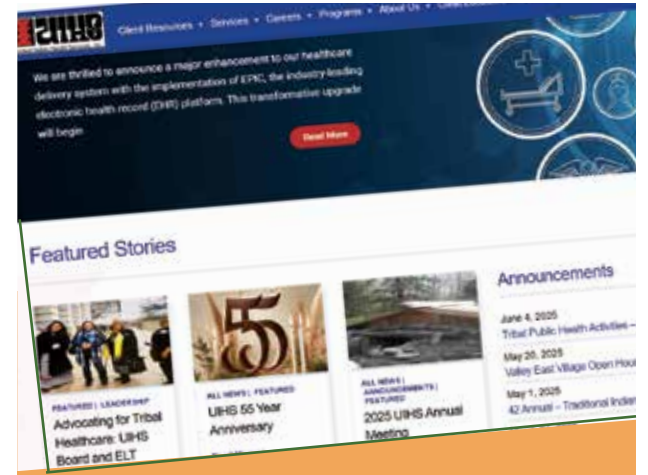 UIHS
Client Resources Services Careers Programs About Us
We are thrilled to announce a major enhancement to our healthcare
delivery system with the implementation of EPIC, the industry-leading
electronic health record (EHR) platform. This transformative upgrade
will begin
Read More
Featured Stories
FEATURED | LEADERSHIP
Advocating for Tribal
Healthcare: UIHS
Board and ELT
55
ALL NEWS | FEATURED
UIHS 55 Year
Anniversary
ALL NEWS |
ANNOUNCEMENTS |
FEATURED
2025 UIHS Annual
Meeting
Announcements
June 4, 2025
Tribal Public Health Activities –
May 20, 2025
Valley East Village Open
May 1, 2025
42 Annual – Traditional Indian